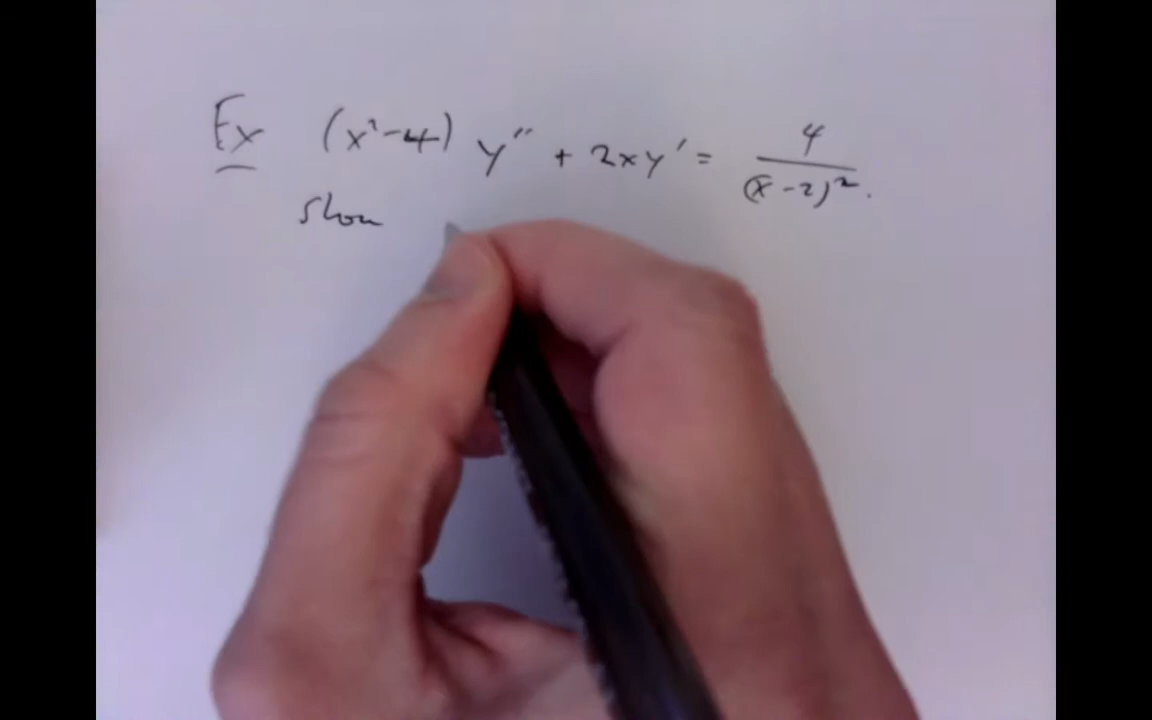 Ex (x²-4) y'' + 2xy' = 4/(x-2)².
Show